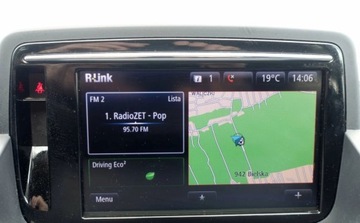 R-Link
1
19°C
14:06
FM 2
Lista
1. RadioZET - Pop
95.70 FM
Driving Eco²
Menu
942 Bielska